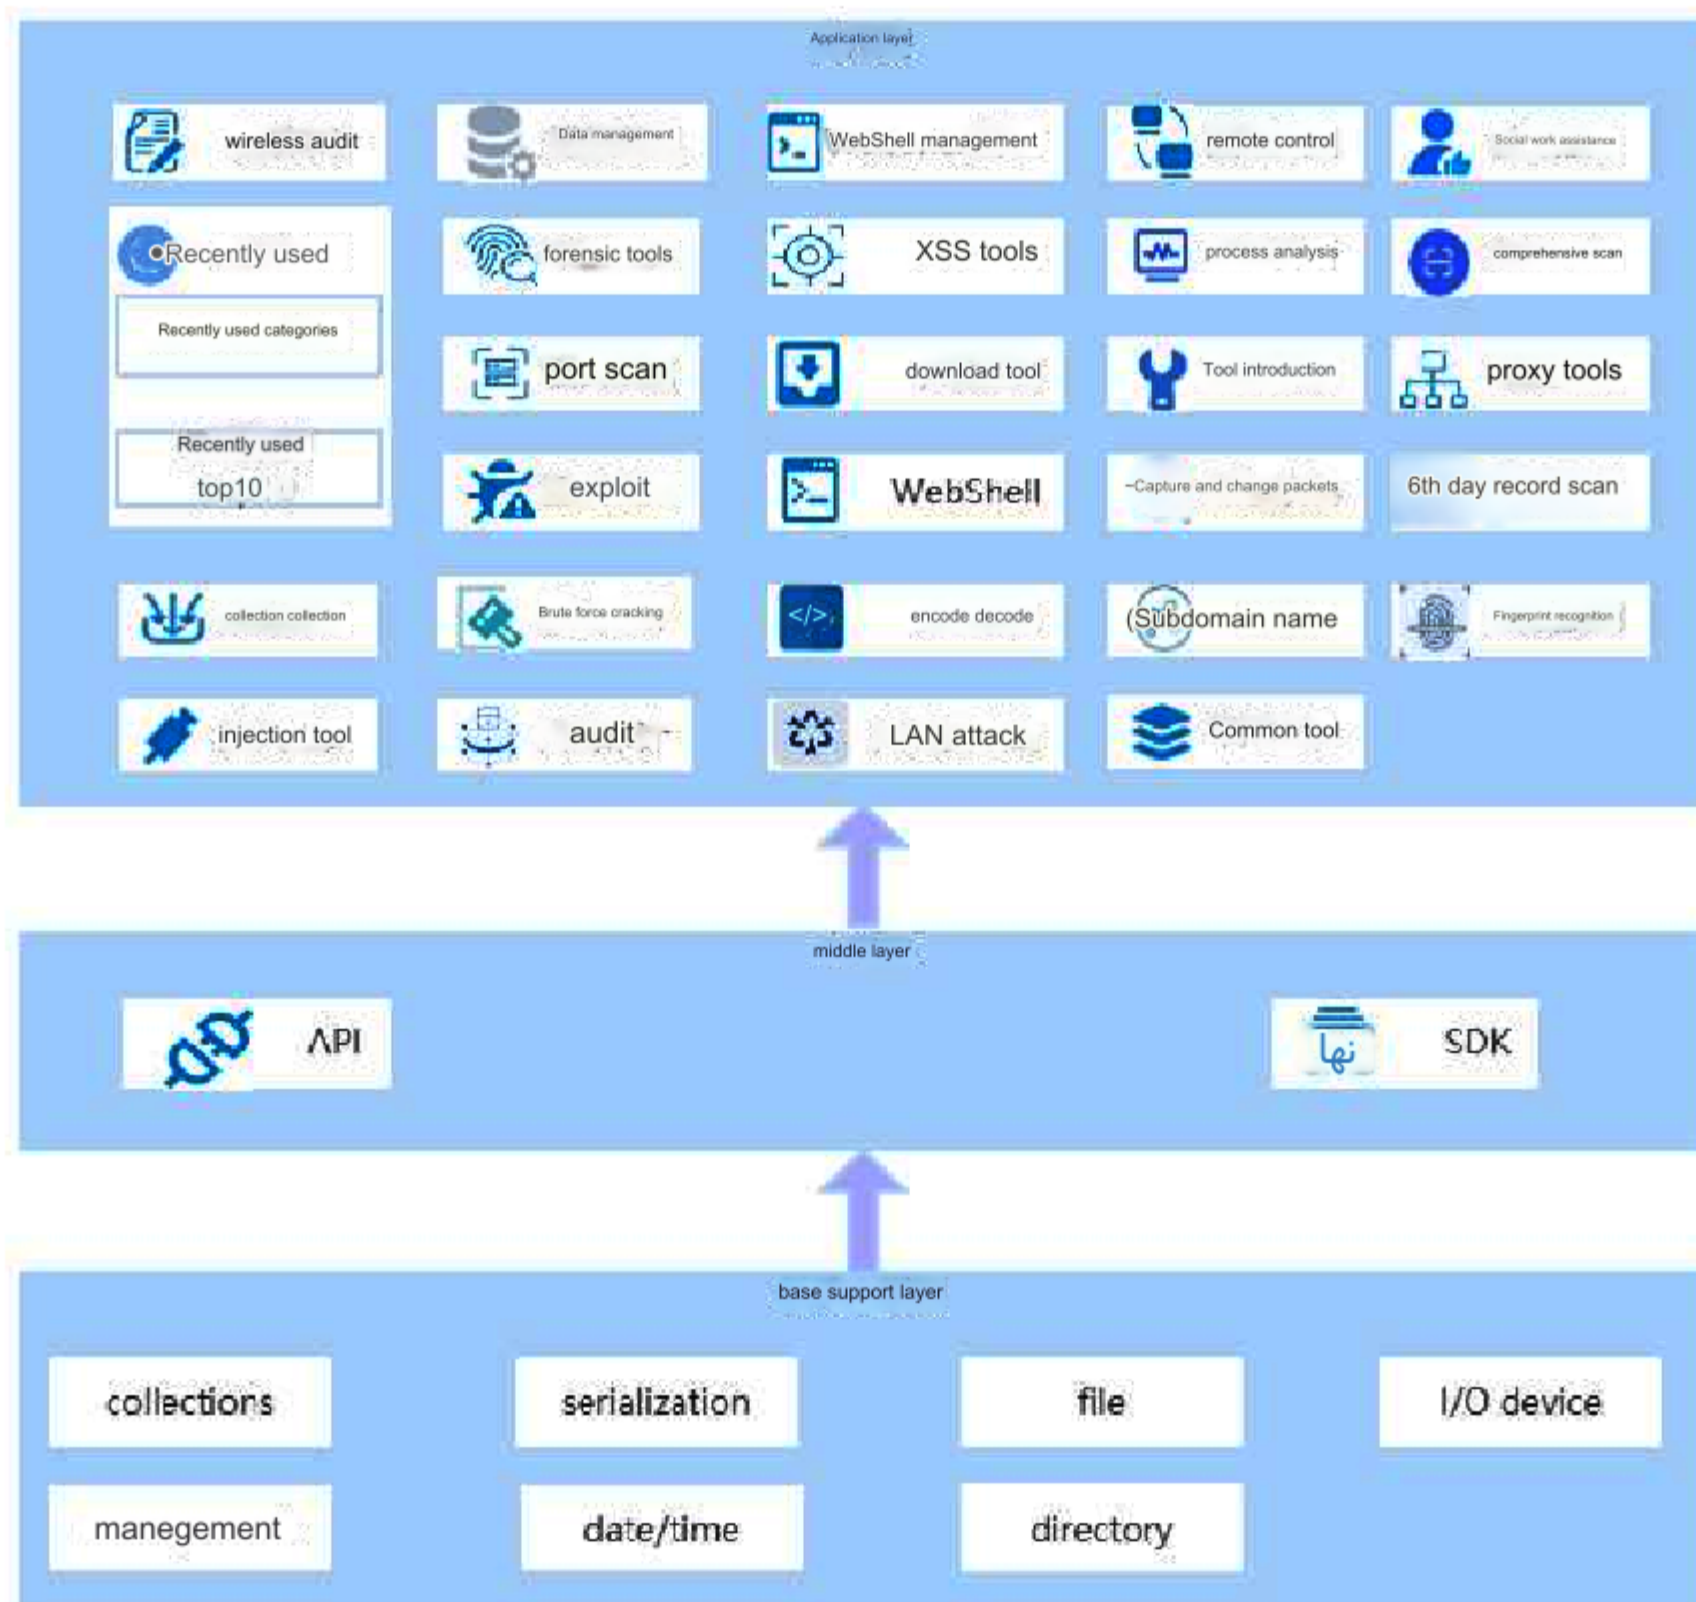 Application layer
wireless audit
Data management
WebShell management
remote control
Social work assistance
•Recently used
forensic tools
XSS tools
process analysis
comprehensive scan
Recently used categories
port scan
download tool
Tool introduction
proxy tools
Recently used
top10
exploit
WebShell
~Capture and change packets
6th day record scan
collection collection
Brute force cracking
</>
encode decode
(Subdomain name
Fingerprint recognition
injection tool
audit
LAN attack
Common tool
middle layer
API
SDK
base support layer
collections
serialization
file
I/O device
manegement
date/time
directory